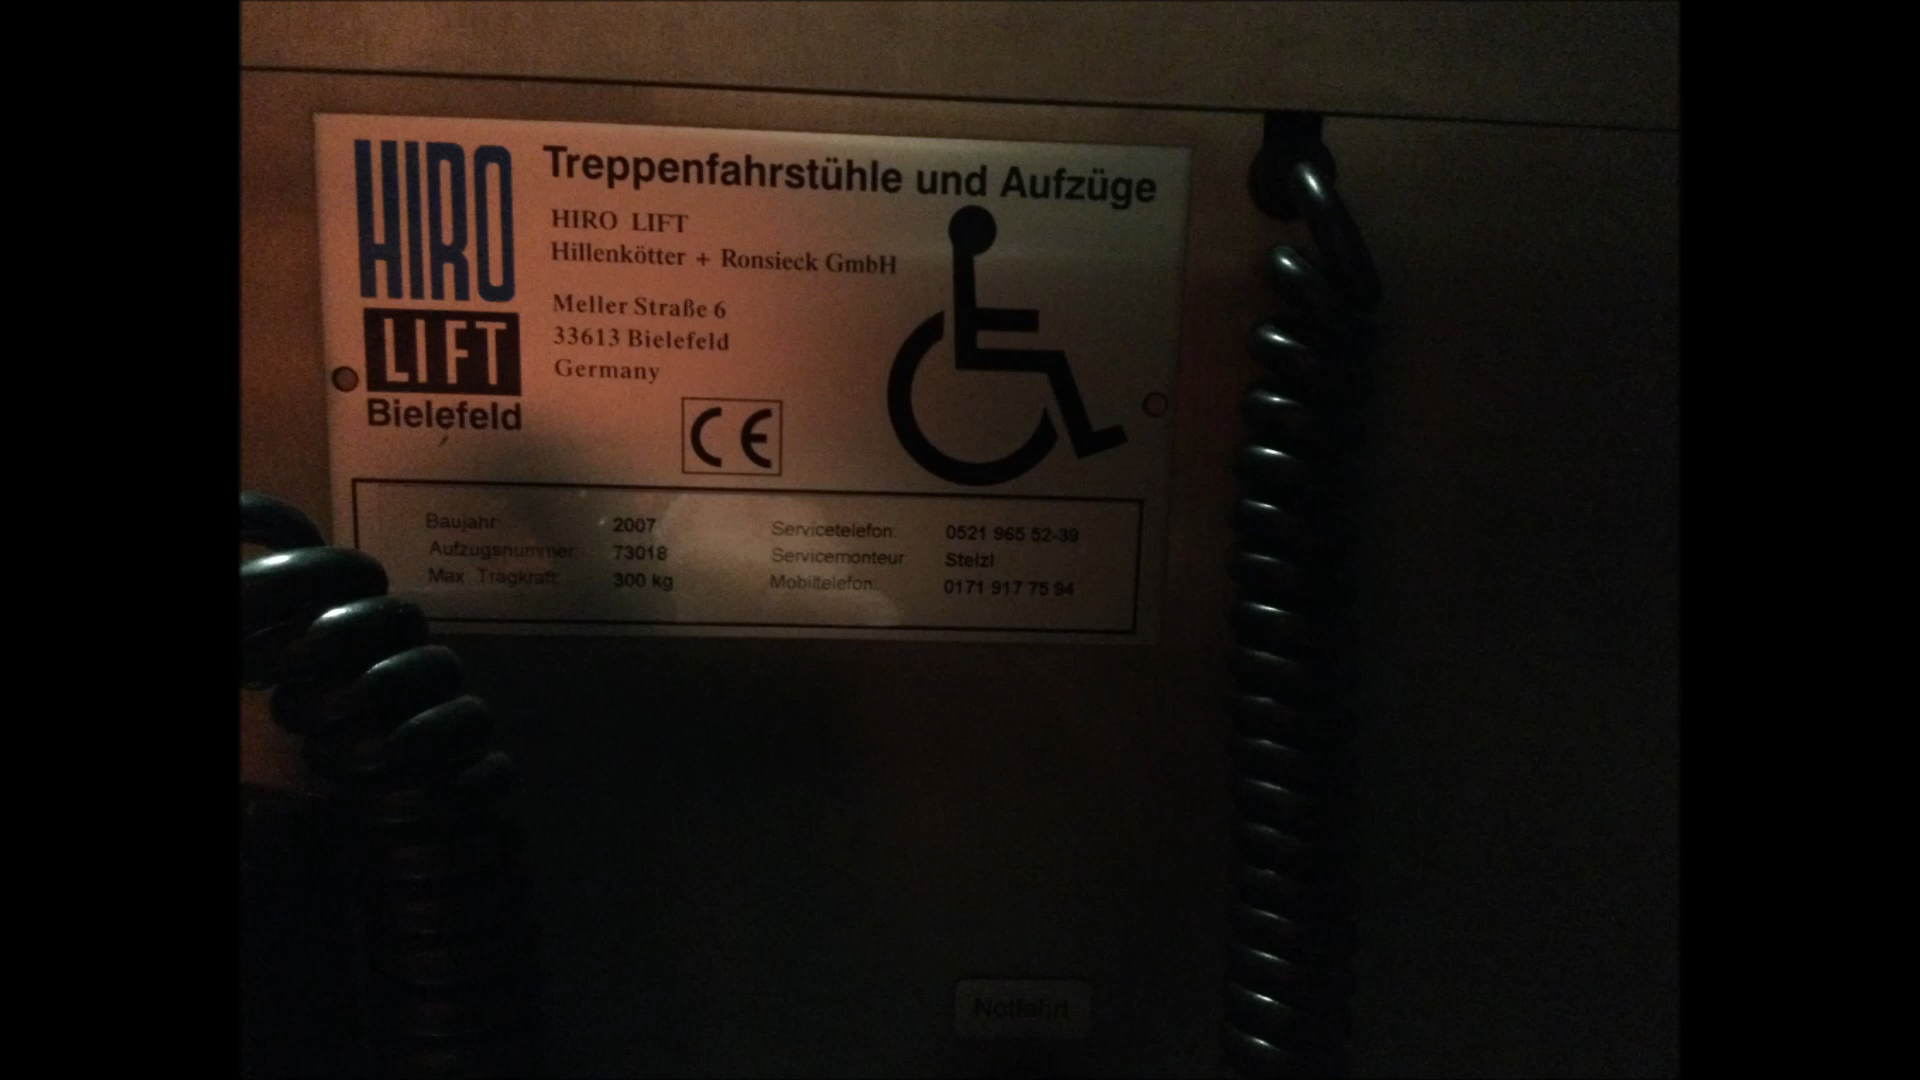 HIRO
LIFT
Bielefeld
Treppenfahrstühle und Aufzüge
HIRO LIFT
Hillenkötter + Ronsieck GmbH
Meller Straße 6
33613 Bielefeld
Germany
CE
Baujahr: 2007
Aufzugsnummer: 73018
Max. Tragkraft: 300 kg
Servicetelefon: 0521 965 52-39
Servicemonteur: Stelzl
Mobiltelefon: 0171 917 75 94
Notfahrt